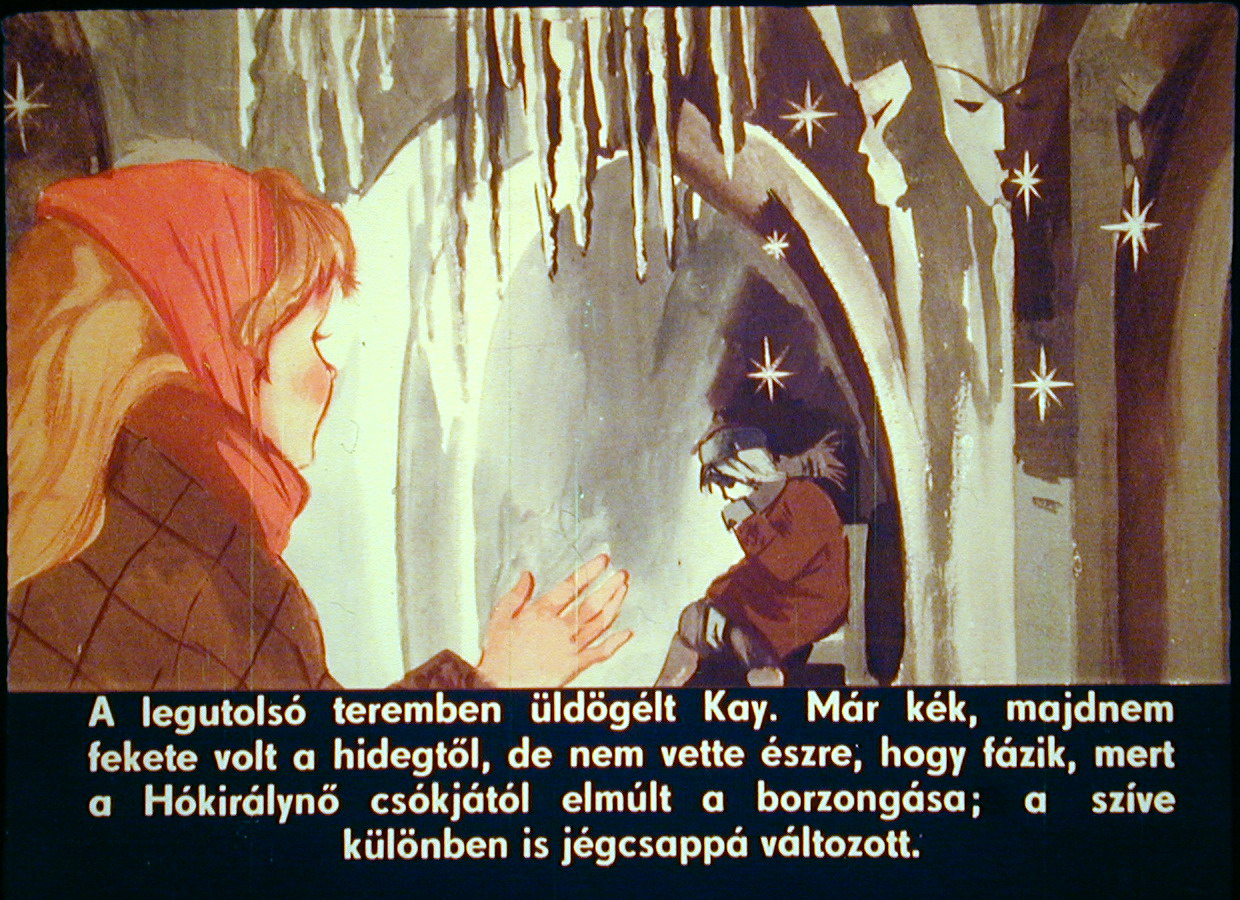 A legutolsó teremben üldögélt Kay. Már kék, majdnem
fekete volt a hidegtől, de nem vette észre, hogy fázik, mert
a Hókirálynő csókjától elmúlt a borzongása; a szíve
különben is jégcsappá változott.